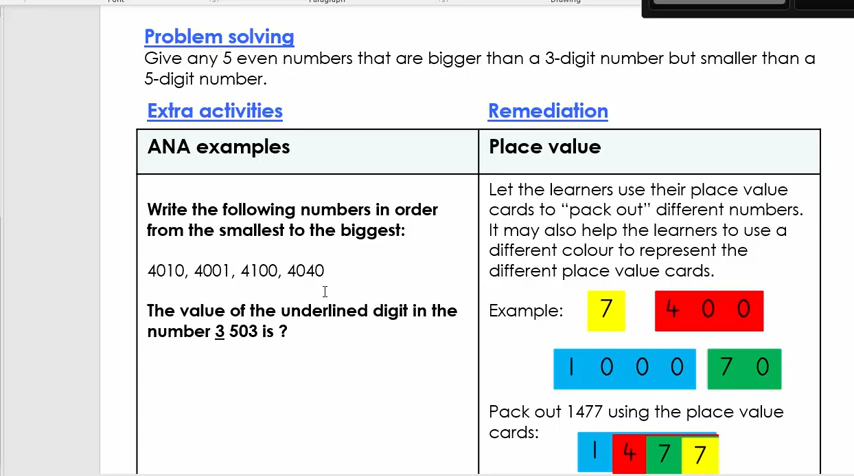 Font
Paragraph
Drawing
Problem solving
Give any 5 even numbers that are bigger than a 3-digit number but smaller than a
5-digit number.
Extra activities
Remediation
ANA examples
Place value
Write the following numbers in order
from the smallest to the biggest:
4010, 4001, 4100, 4040
The value of the underlined digit in the
number 3 503 is ?
Let the learners use their place value
cards to “pack out” different numbers.
It may also help the learners to use a
different colour to represent the
different place value cards.
Example: 7 4 0 0
1 0 0 0 7 0
Pack out 1477 using the place value
cards: 1 4 7 7